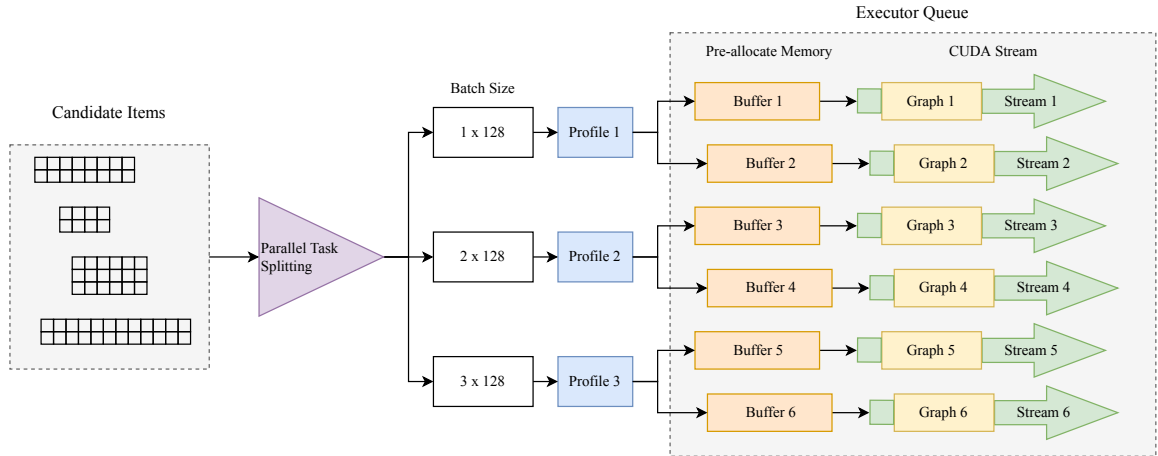 Executor Queue
Pre-allocate Memory
CUDA Stream
Candidate Items
Batch Size
Parallel Task
Splitting
1 x 128
Profile 1
Buffer 1
Graph 1
Stream 1
Buffer 2
Graph 2
Stream 2
2 x 128
Profile 2
Buffer 3
Graph 3
Stream 3
Buffer 4
Graph 4
Stream 4
3 x 128
Profile 3
Buffer 5
Graph 5
Stream 5
Buffer 6
Graph 6
Stream 6